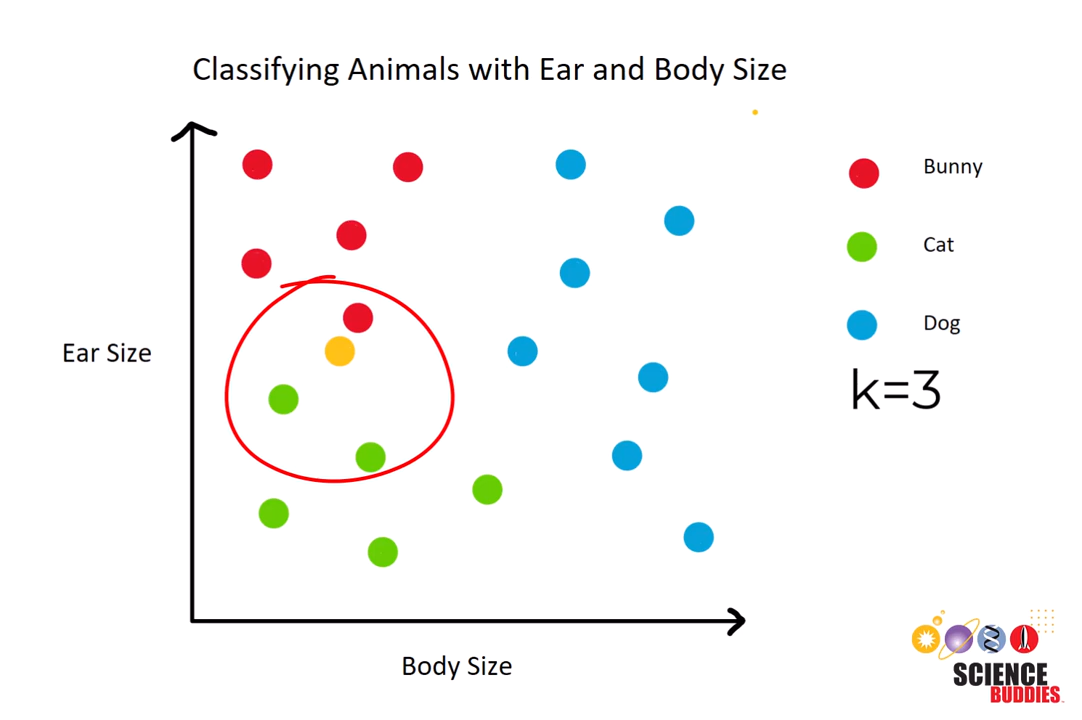 Classifying Animals with Ear and Body Size
Bunny
Cat
Dog
k=3
Ear Size
Body Size
SCIENCE
BUDDIES